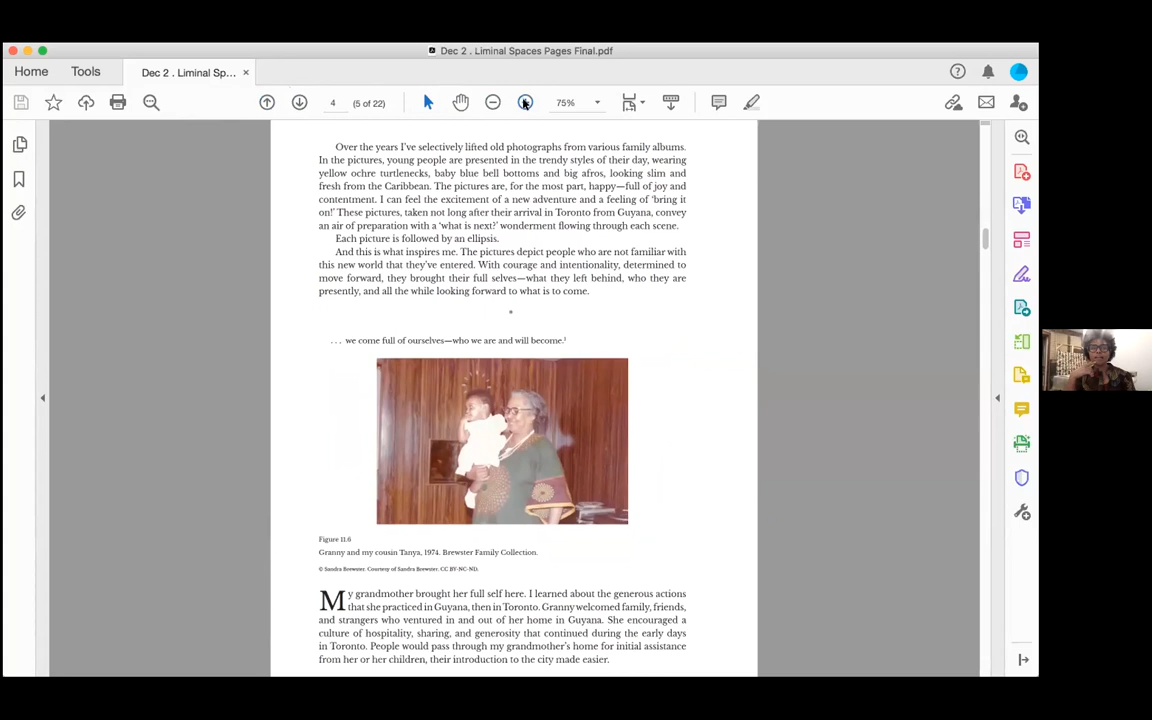 Dec 2 . Liminal Spaces Pages Final.pdf
Home
Tools
Dec 2 . Liminal Sp... ×
4
(5 of 22)
75%
Over the years I've selectively lifted old photographs from various family albums.
In the pictures, young people are presented in the trendy styles of their day, wearing
yellow ochre turtlenecks, baby blue bell bottoms and big afros, looking slim and
fresh from the Caribbean. The pictures are, for the most part, happy—full of joy and
contentment. I can feel the excitement of a new adventure and a feeling of 'bring it
on!' These pictures, taken not long after their arrival in Toronto from Guyana, convey
an air of preparation with a 'what is next?' wonderment flowing through each scene.
Each picture is followed by an ellipsis.
And this is what inspires me. The pictures depict people who are not familiar with
this new world that they've entered. With courage and intentionality, determined to
move forward, they brought their full selves—what they left behind, who they are
presently, and all the while looking forward to what is to come.
*
. . . we come full of ourselves—who we are and will become.²
Figure 11.6
Granny and my cousin Tanya, 1974. Brewster Family Collection.
© Sandra Brewster. Courtesy of Sandra Brewster. CC BY-NC-ND.
My grandmother brought her full self here. I learned about the generous actions
that she practiced in Guyana, then in Toronto. Granny welcomed family, friends,
and strangers who ventured in and out of her home in Guyana. She encouraged a
culture of hospitality, sharing, and generosity that continued during the early days
in Toronto. People would pass through my grandmother's home for initial assistance
from her or her children, their introduction to the city made easier.